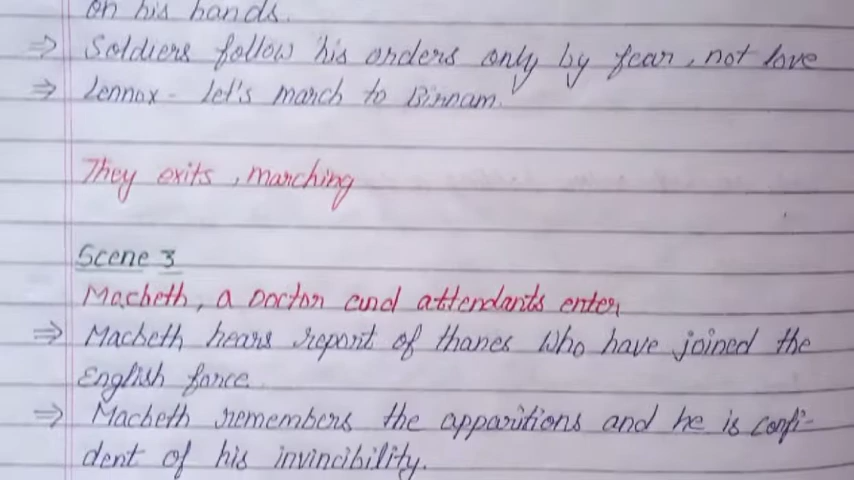 on his hands.
⇒ Soldiers follow his orders only by fear, not love
⇒ Lennox - Let's march to Birnam.
They exits, marching
Scene 3
Macbeth, a Doctor and attendants enter
⇒ Macbeth hears report of thanes who have joined the
English force.
⇒ Macbeth remembers the apparitions and he is confi-
dent of his invincibility.